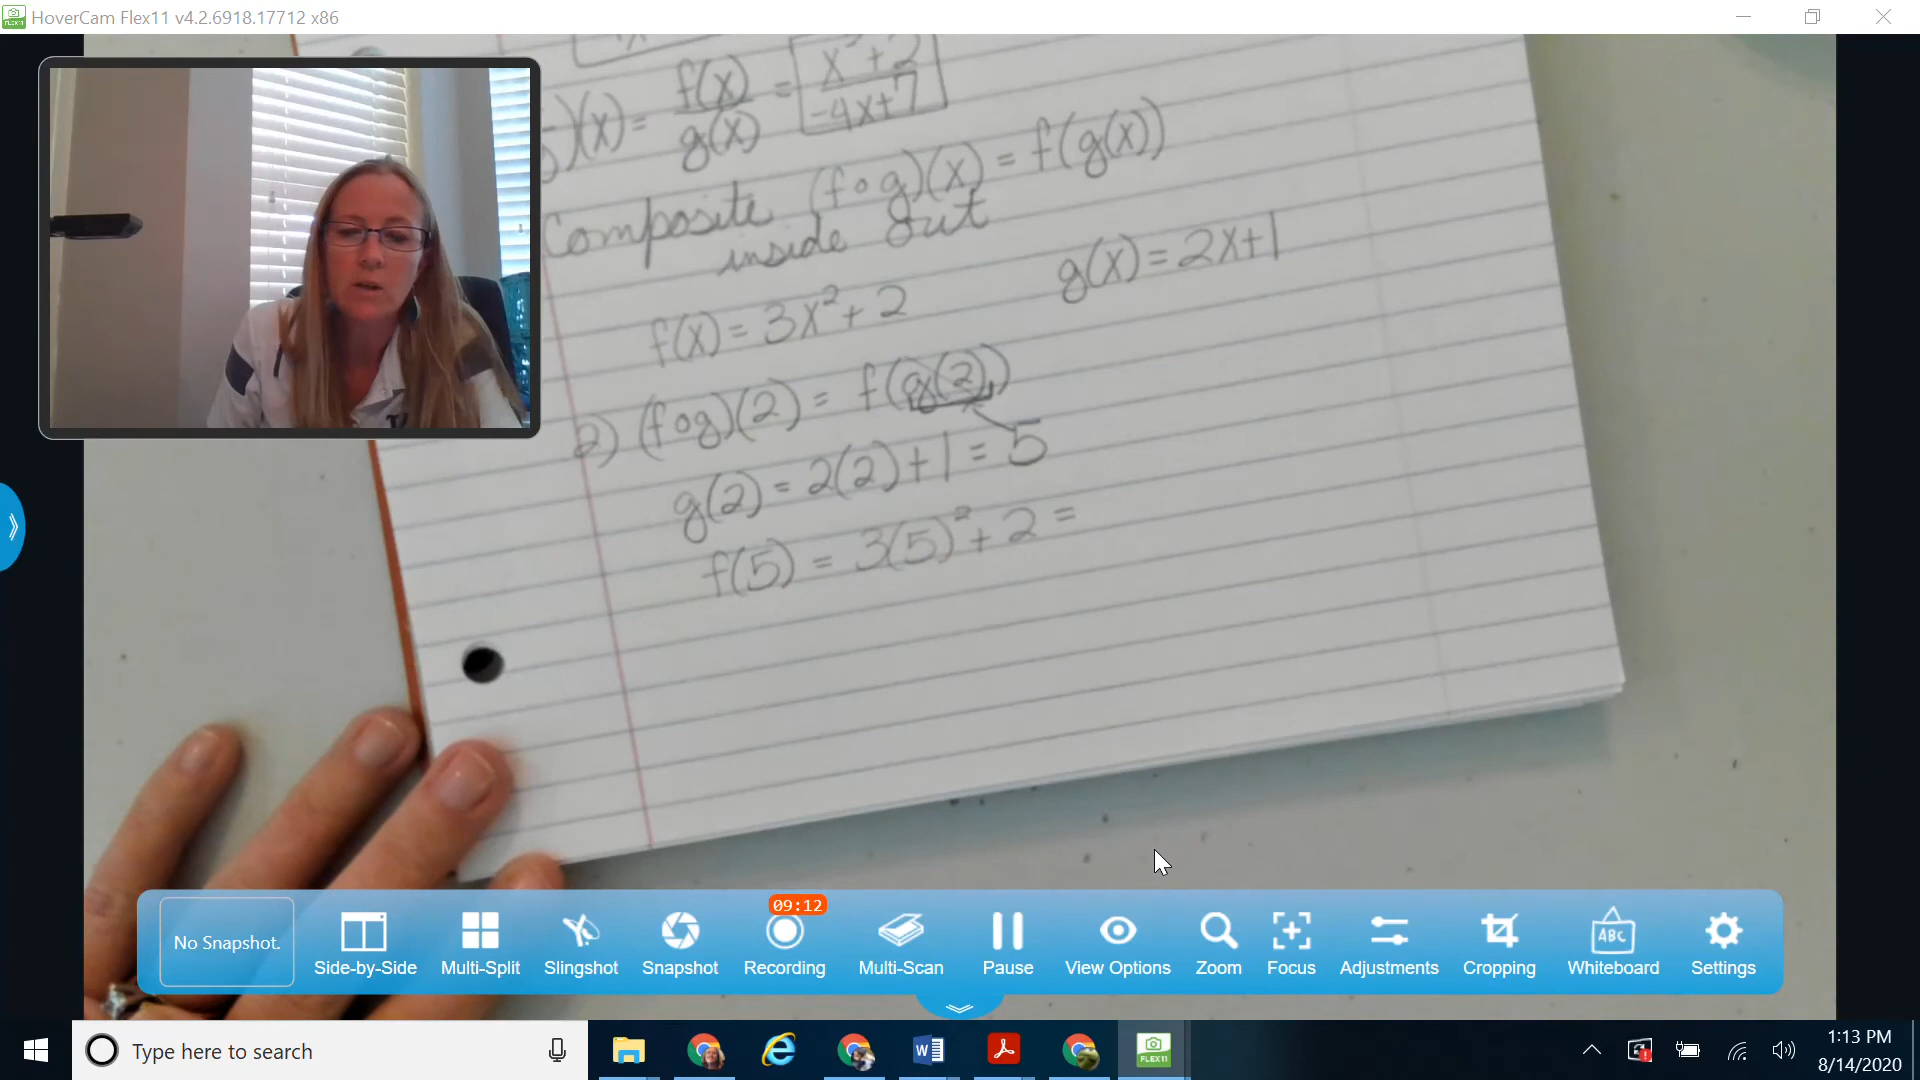 HoverCam Flex11 v4.2.6918.17712 x86
)(x) = f(x)/g(x) = x³+2/-4x+7
Composite (f∘g)(x) = f(g(x))
inside out
f(x) = 3x²+2 g(x) = 2x+1
2) (f∘g)(2) = f(g(2))
g(2) = 2(2)+1 = 5
f(5) = 3(5)²+2 =
09:12
No Snapshot.
Side-by-Side Multi-Split Slingshot Snapshot Recording Multi-Scan Pause View Options Zoom Focus Adjustments Cropping ABC Whiteboard Settings
Type here to search
FLEX11
1:13 PM
8/14/2020